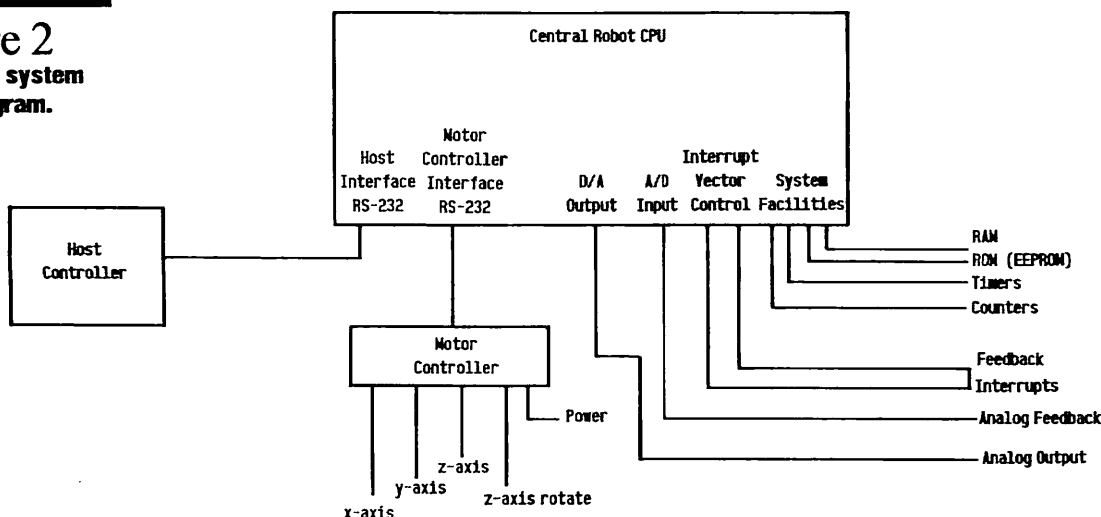 e 2
system
gram.
Central Robot CPU
Host
Interface
RS-232
Motor
Controller
Interface
RS-232
D/A
Output
A/D
Input
Interrupt
Vector
Control
System
Facilities
Host
Controller
Motor
Controller
Power
x-axis
y-axis
z-axis
z-axis rotate
RAM
ROM (EEPROM)
Timers
Counters
Feedback
Interrupts
Analog Feedback
Analog Output